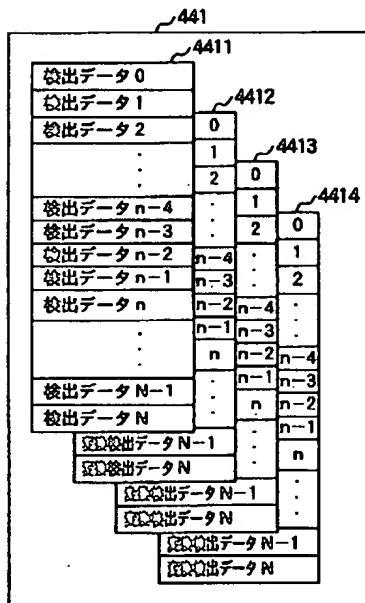 441
4411
検出データ0
検出データ1
検出データ2
検出データn-4
検出データn-3
検出データn-2
検出データn-1
検出データn
検出データN-1
検出データN
4412
0
1
2
n-4
n-3
n-2
n-1
n
検出データN-1
検出データN
4413
0
1
2
n-4
n-3
n-2
n-1
n
出データN-1
出データN
4414
0
1
2
n-4
n-3
n-2
n-1
n
出データN-1
出データN